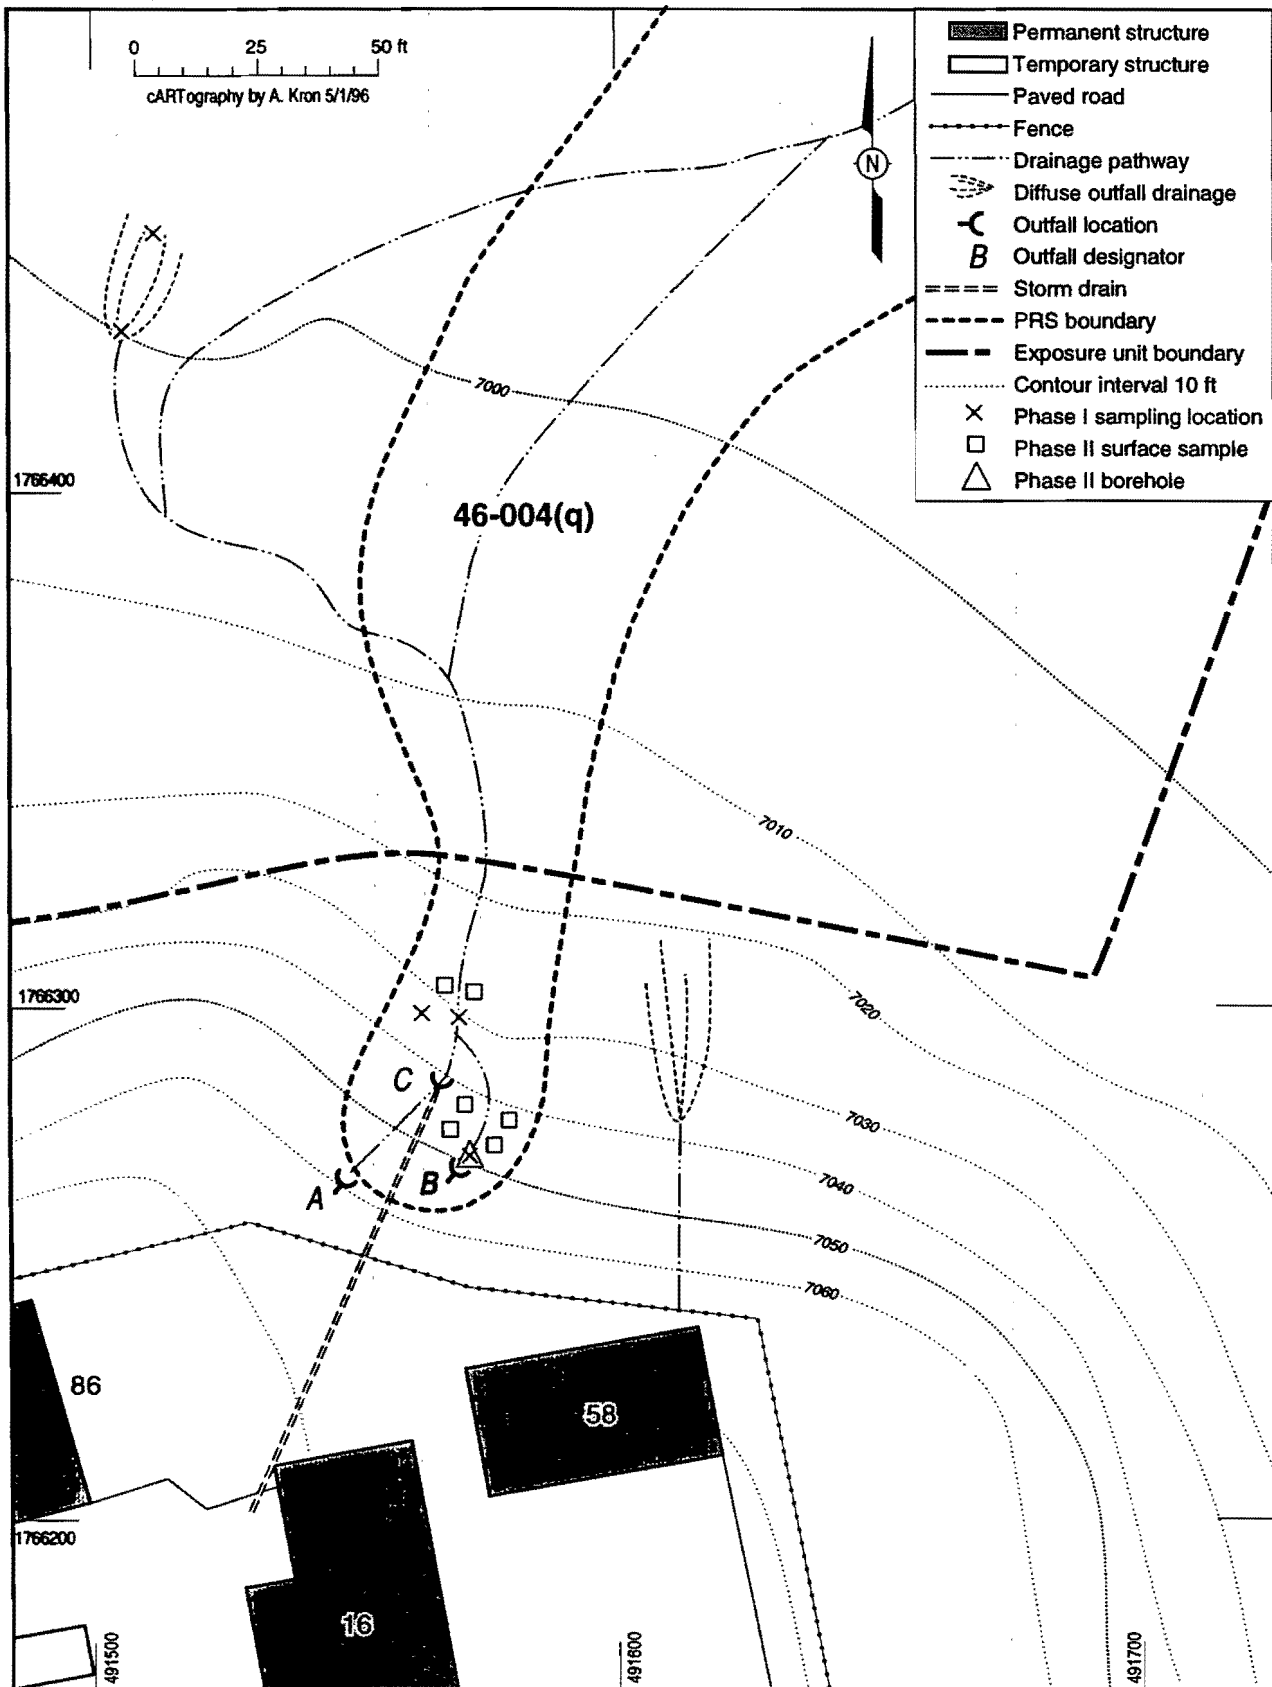 0 25 50 ft
cARTography by A. Kron 5/1/96
N
Permanent structure
Temporary structure
Paved road
Fence
Drainage pathway
Diffuse outfall drainage
Outfall location
B Outfall designator
Storm drain
PRS boundary
Exposure unit boundary
Contour interval 10 ft
Phase I sampling location
Phase II surface sample
Phase II borehole
7000
1766400
46-004(q)
7010
1766300
7020
C
7030
A
B
7040
7050
7060
86
58
1766200
16
491500
491600
491700